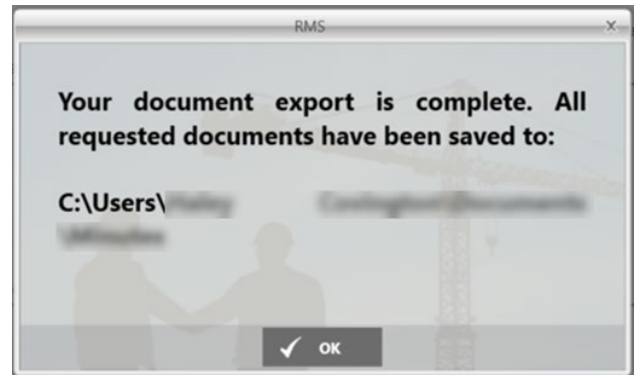 RMS
Your document export is complete. All
requested documents have been saved to:
C:\Users\
OK